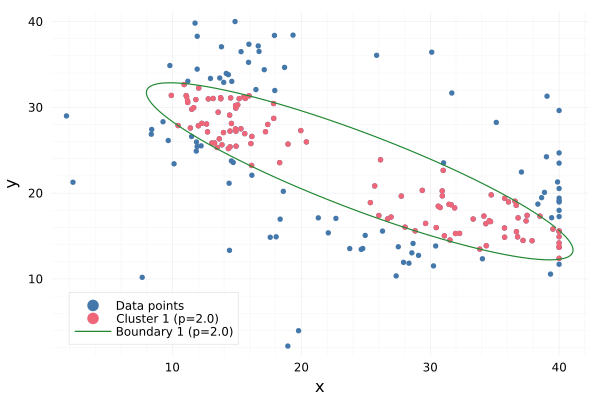 40
30
20
10
y
Data points
Cluster 1 (p=2.0)
Boundary 1 (p=2.0)
10 20 30 40
x